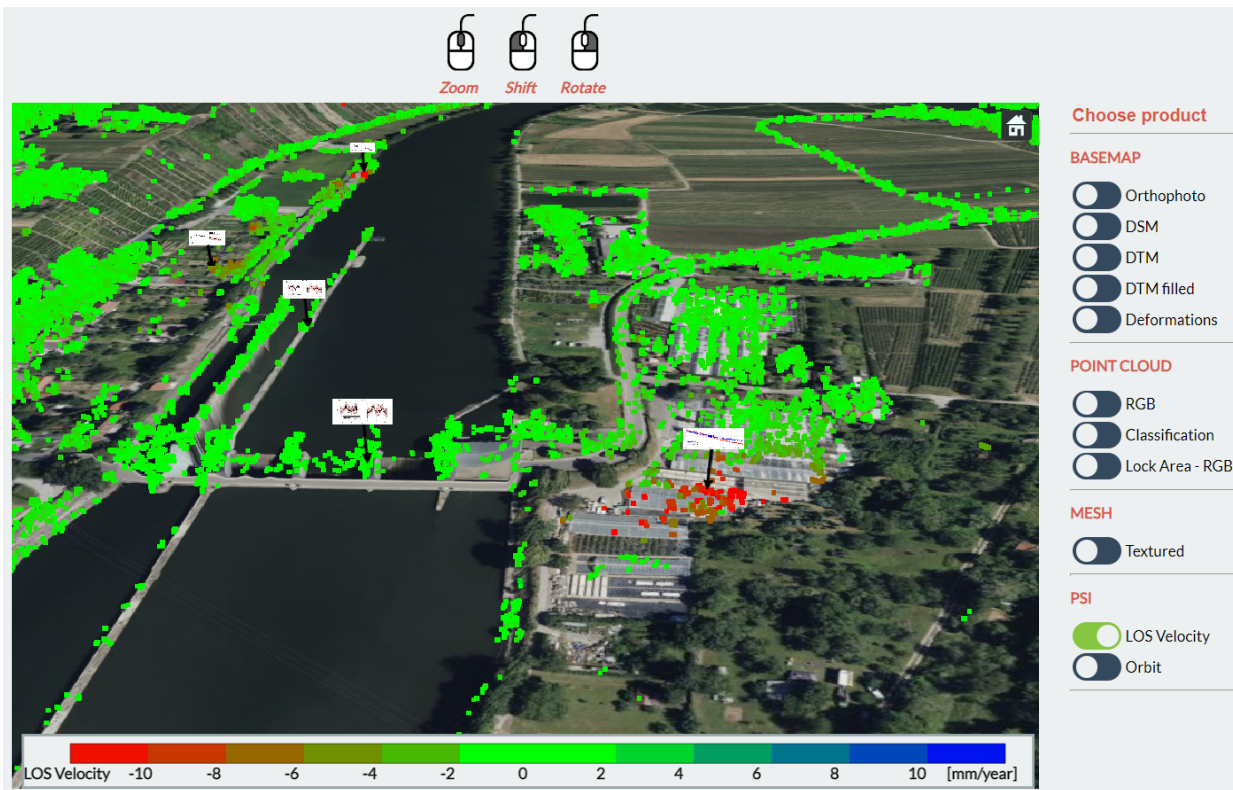 Zoom Shift Rotate
Choose product
BASEMAP
Orthophoto
DSM
DTM
DTM filled
Deformations
POINT CLOUD
RGB
Classification
Lock Area - RGB
MESH
Textured
PSI
LOS Velocity
Orbit
LOS Velocity -10 -8 -6 -4 -2 0 2 4 6 8 10 [mm/year]